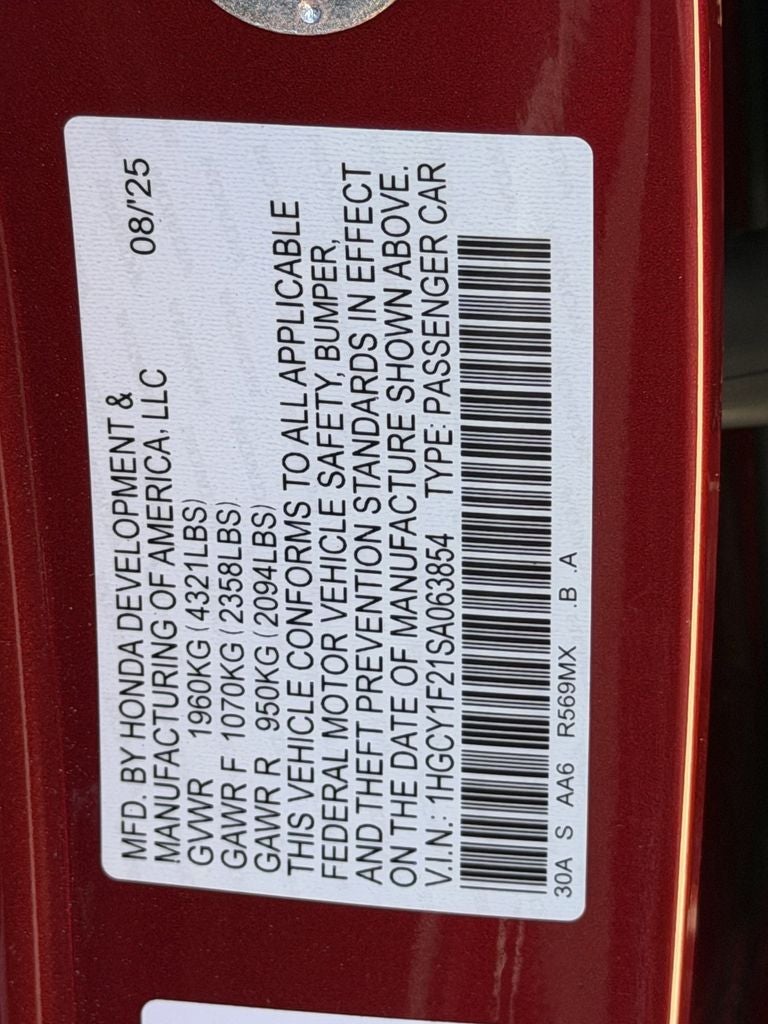 MFD. BY HONDA DEVELOPMENT &
MANUFACTURING OF AMERICA, LLC 08/'25
GVWR 1960KG (4321LBS)
GAWR F 1070KG (2358LBS)
GAWR R 950KG (2094LBS)
THIS VEHICLE CONFORMS TO ALL APPLICABLE
FEDERAL MOTOR VEHICLE SAFETY, BUMPER,
AND THEFT PREVENTION STANDARDS IN EFFECT
ON THE DATE OF MANUFACTURE SHOWN ABOVE.
V.I.N.: 1HGCY1F21SA063854 TYPE: PASSENGER CAR
30A S AA6 R569MX .B .A